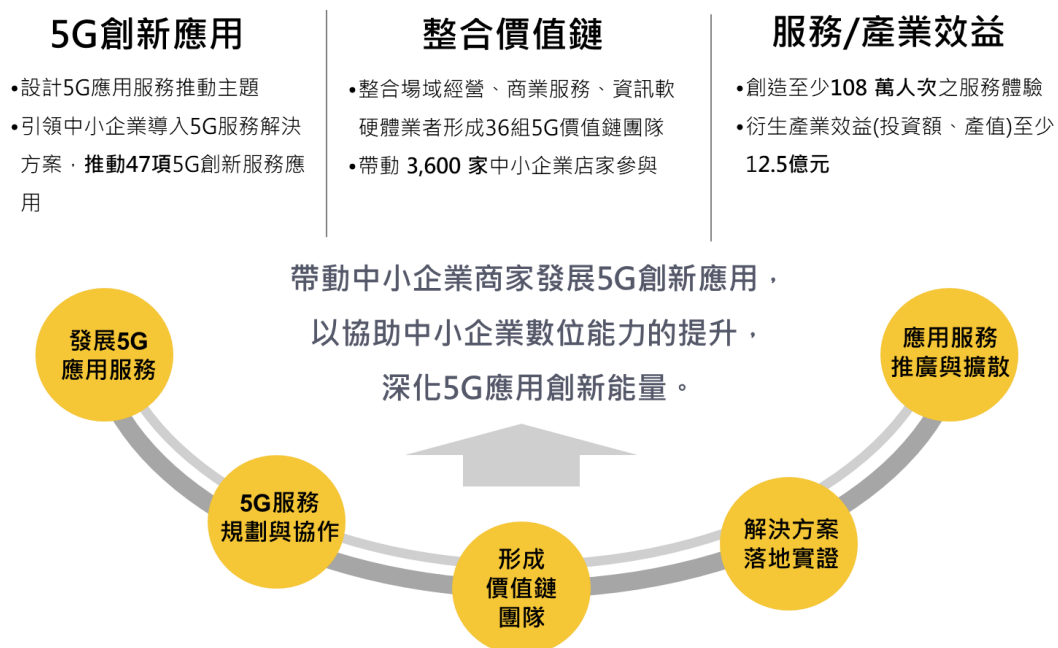 5G創新應用
•設計5G應用服務推動主題
•引領中小企業導入5G服務解決
方案，推動47項5G創新服務應
用
整合價值鏈
•整合場域經營、商業服務、資訊軟
硬體業者形成36組5G價值鏈團隊
•帶動 3,600 家中小企業店家參與
服務/產業效益
•創造至少108 萬人次之服務體驗
•衍生產業效益(投資額、產值)至少
12.5億元
帶動中小企業商家發展5G創新應用，
以協助中小企業數位能力的提升，
深化5G應用創新能量。
發展5G
應用服務
5G服務
規劃與協作
形成
價值鏈
團隊
解決方案
落地實證
應用服務
推廣與擴散